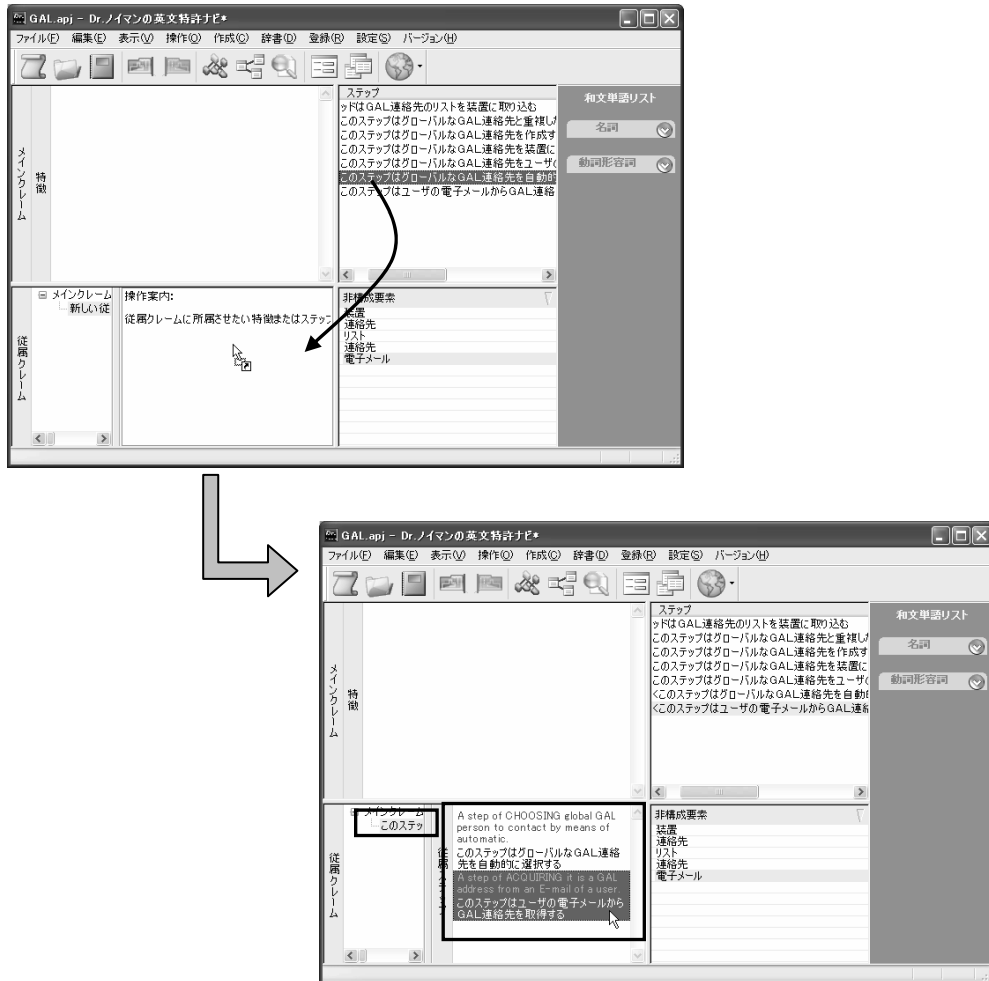 GAL.apj - Dr.ノイマンの英文特許ナビ*
ファイル(F) 編集(E) 表示(V) 操作(O) 作成(C) 辞書(D) 登録(R) 設定(S) バージョン(H)
メインクレーム
特徴
ステップ
ッドはGAL連絡先のリストを装置に取り込む
このステップはグローバルなGAL連絡先と重複し
このステップはグローバルなGAL連絡先を作成す
このステップはグローバルなGAL連絡先を装置に
このステップはグローバルなGAL連絡先をユーザ(
このステップはグローバルなGAL連絡先を自動的
このステップはユーザの電子メールからGAL連絡
和文単語リスト
名詞
動詞形容詞
従属クレーム
メインクレーム
新しい従
操作案内:
従属クレームに所属させたい特徴またはステップ
非構成要素
装置
連絡先
リスト
連絡先
電子メール
GAL.apj - Dr.ノイマンの英文特許ナビ*
ファイル(F) 編集(E) 表示(V) 操作(O) 作成(C) 辞書(D) 登録(R) 設定(S) バージョン(H)
メインクレーム
特徴
ステップ
ッドはGAL連絡先のリストを装置に取り込む
このステップはグローバルなGAL連絡先と重複し
このステップはグローバルなGAL連絡先を作成す
このステップはグローバルなGAL連絡先を装置に
このステップはグローバルなGAL連絡先をユーザ(
<このステップはグローバルなGAL連絡先を自動
<このステップはユーザの電子メールからGAL連
和文単語リスト
名詞
動詞形容詞
従属クレーム
メインクレーム
このステッ
従属
A step of CHOOSING global GAL
person to contact by means of
automatic.
このステップはグローバルなGAL連絡
先を自動的に選択する
A step of ACQUIRING it is a GAL
address from an E-mail of a user.
このステップはユーザの電子メールから
GAL連絡先を取得する
非構成要素
装置
連絡先
リスト
連絡先
電子メール